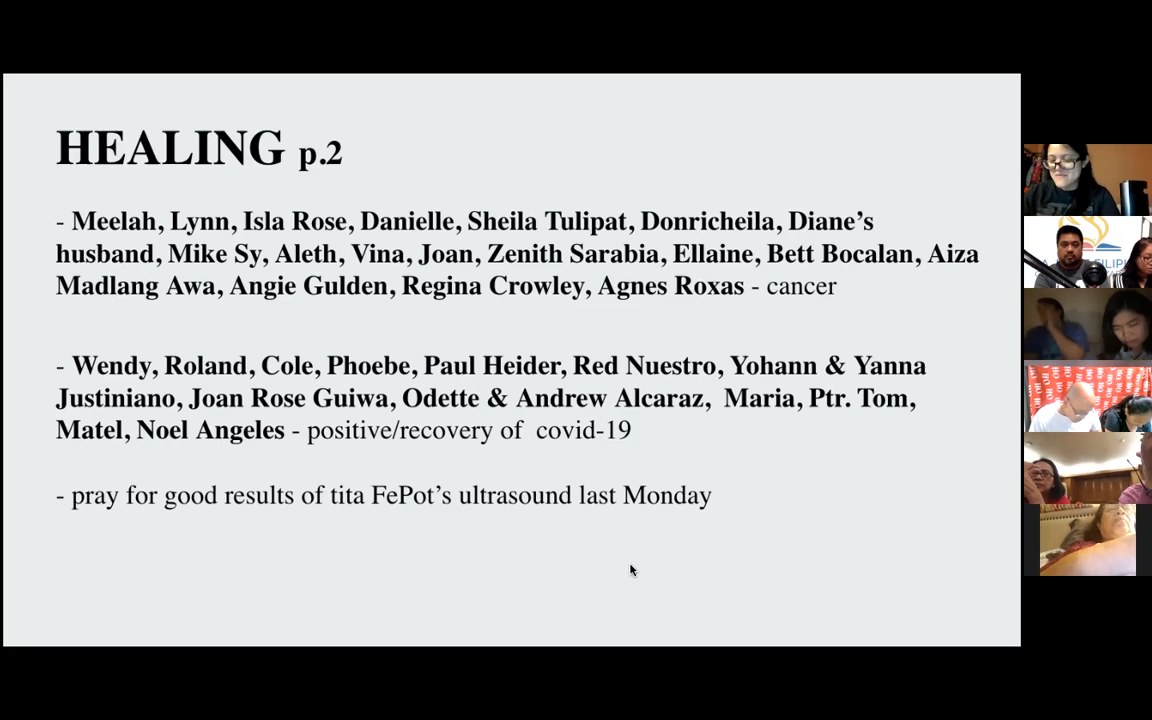 HEALING p.2
- Meelah, Lynn, Isla Rose, Danielle, Sheila Tulipat, Donricheila, Diane’s
husband, Mike Sy, Aleth, Vina, Joan, Zenith Sarabia, Ellaine, Bett Bocalan, Aiza
Madlang Awa, Angie Gulden, Regina Crowley, Agnes Roxas - cancer
- Wendy, Roland, Cole, Phoebe, Paul Heider, Red Nuestro, Yohann & Yanna
Justiniano, Joan Rose Guiwa, Odette & Andrew Alcaraz,  Maria, Ptr. Tom,
Matel, Noel Angeles - positive/recovery of  covid-19
- pray for good results of tita FePot’s ultrasound last Monday